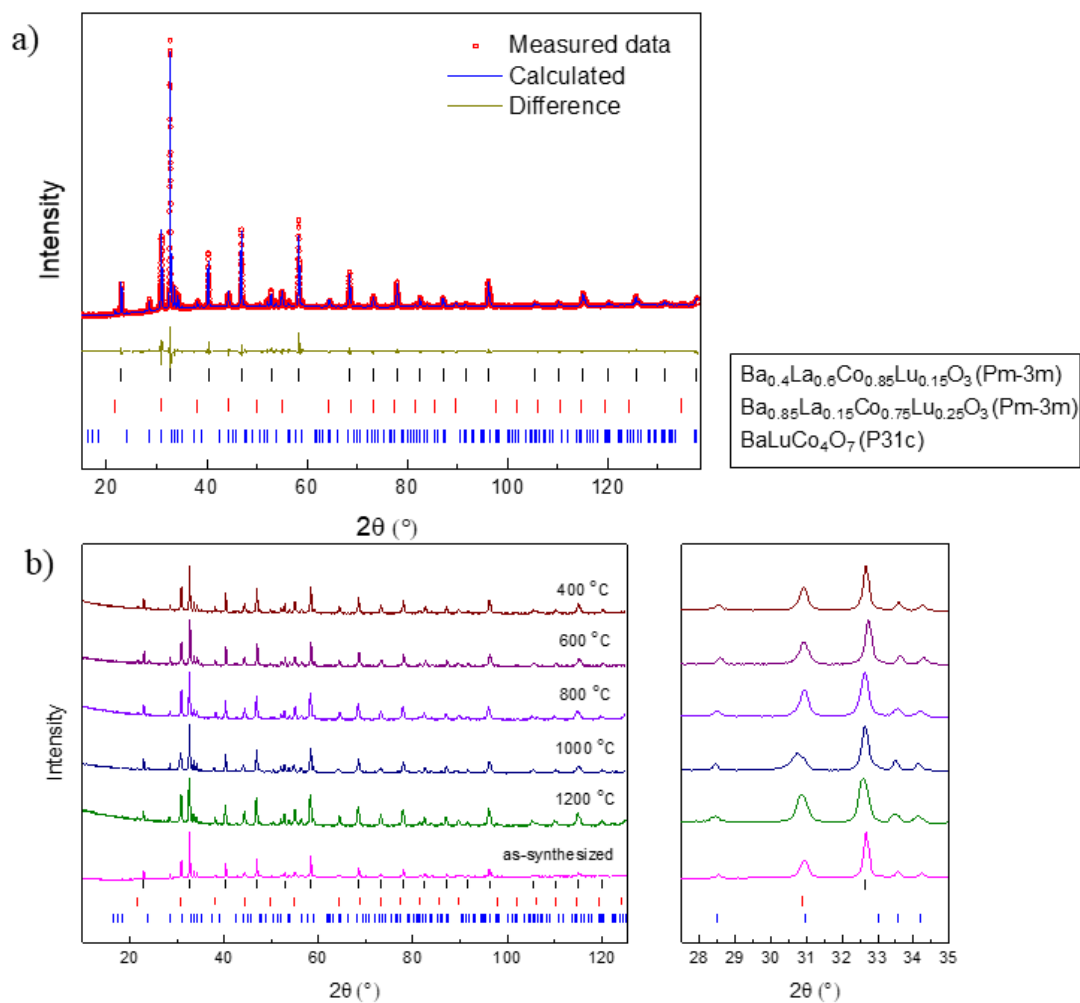 a)
Measured data
Calculated
Difference
Intensity
20 40 60 80 100 120
2θ (°)
Ba0.4La0.6Co0.85Lu0.15O3 (Pm-3m)
Ba0.85La0.15Co0.75Lu0.25O3 (Pm-3m)
BaLuCo4O7 (P31c)
b)
400 °C
600 °C
800 °C
1000 °C
1200 °C
as-synthesized
Intensity
20 40 60 80 100 120
2θ (°)
28 29 30 31 32 33 34 35
2θ (°)